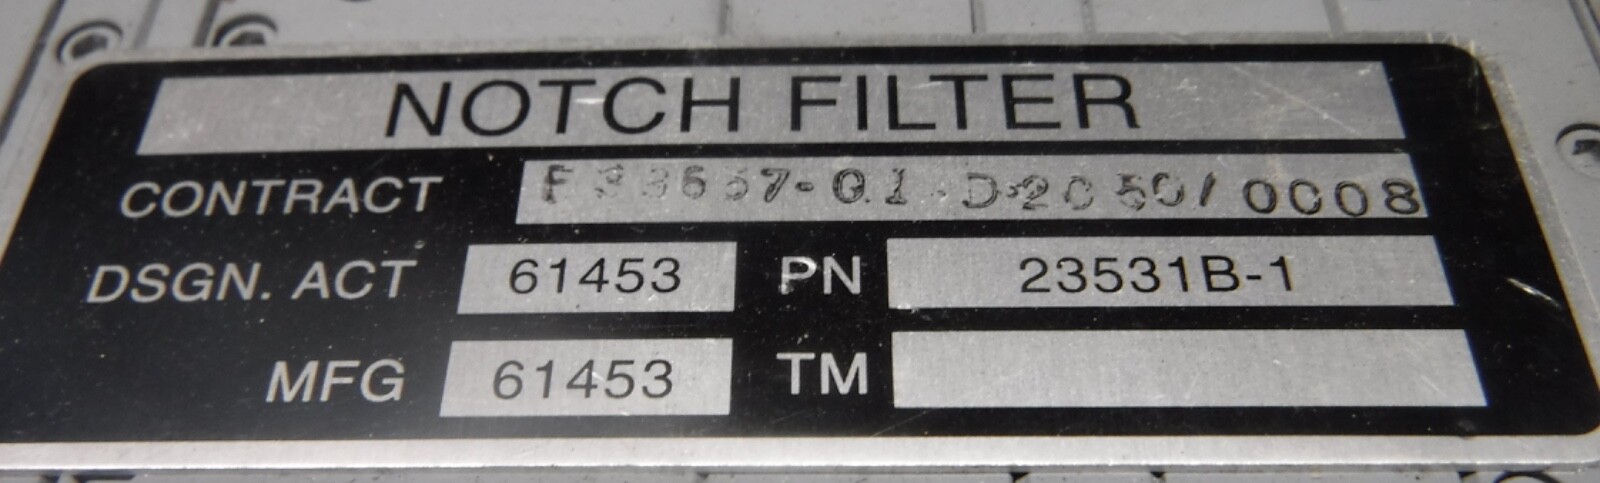 NOTCH FILTER
CONTRACT F33657-01-D-2050/0008
DSGN. ACT 61453 PN 23531B-1
MFG 61453 TM